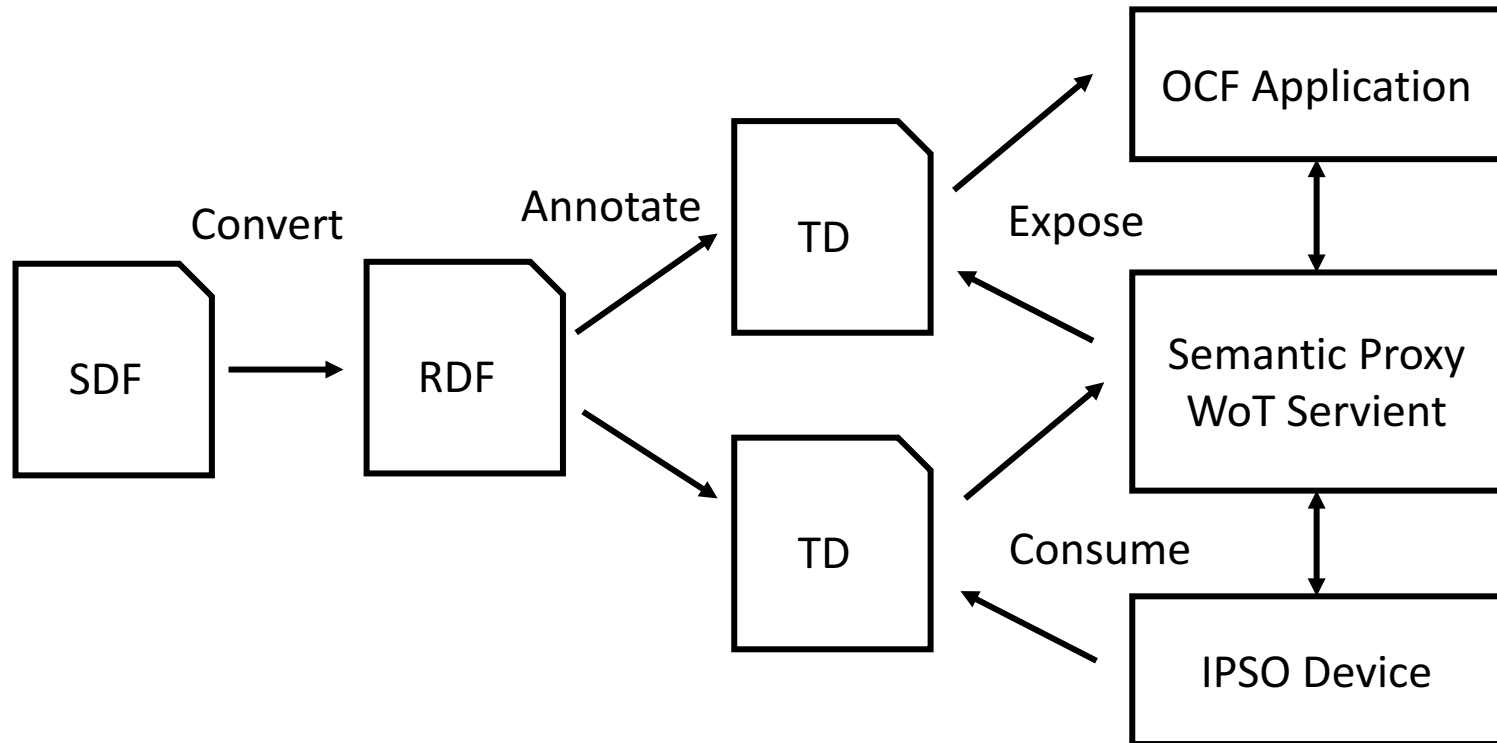 OCF Application
Annotate
Convert
TD
Expose
SDF
RDF
Semantic Proxy
WoT Servient
TD
Consume
IPSO Device